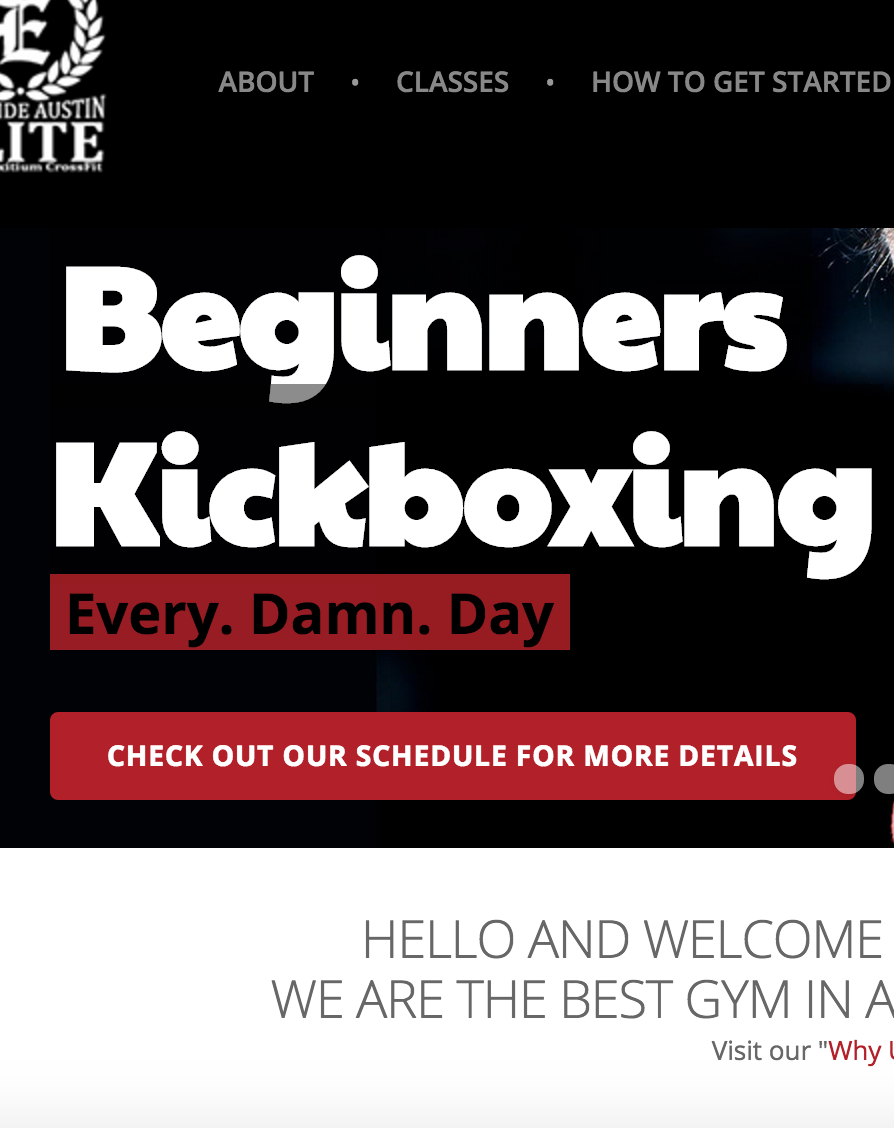 E
IDE AUSTIN
LITE
xitium CrossFit
ABOUT • CLASSES • HOW TO GET STARTED
Beginners
Kickboxing
Every. Damn. Day
CHECK OUT OUR SCHEDULE FOR MORE DETAILS
HELLO AND WELCOME
WE ARE THE BEST GYM IN A
Visit our "Why U